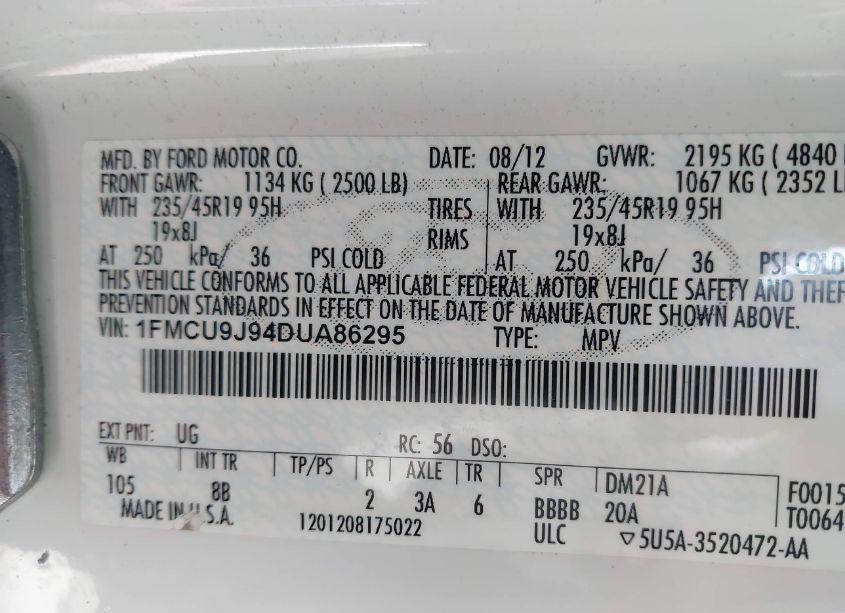 MFD. BY FORD MOTOR CO. DATE: 08/12 GVWR: 2195 KG ( 4840
FRONT GAWR: 1134 KG ( 2500 LB) REAR GAWR: 1067 KG ( 2352
WITH 235/45R19 95H TIRES WITH 235/45R19 95H
19x8J RIMS 19x8J
AT 250 kPa/ 36 PSI COLD AT 250 kPa/ 36 PSI COLD
THIS VEHICLE CONFORMS TO ALL APPLICABLE FEDERAL MOTOR VEHICLE SAFETY AND THEF
PREVENTION STANDARDS IN EFFECT ON THE DATE OF MANUFACTURE SHOWN ABOVE.
VIN: 1FMCU9J94DUA86295 TYPE: MPV
EXT PNT: UG RC: 56 DSO:
WB INT TR TP/PS R AXLE TR SPR DM21A F0015
105 8B 2 3A 6 BBBB 20A T0064
MADE IN U.S.A. 1201208175022 ULC ▽5U5A-3520472-AA